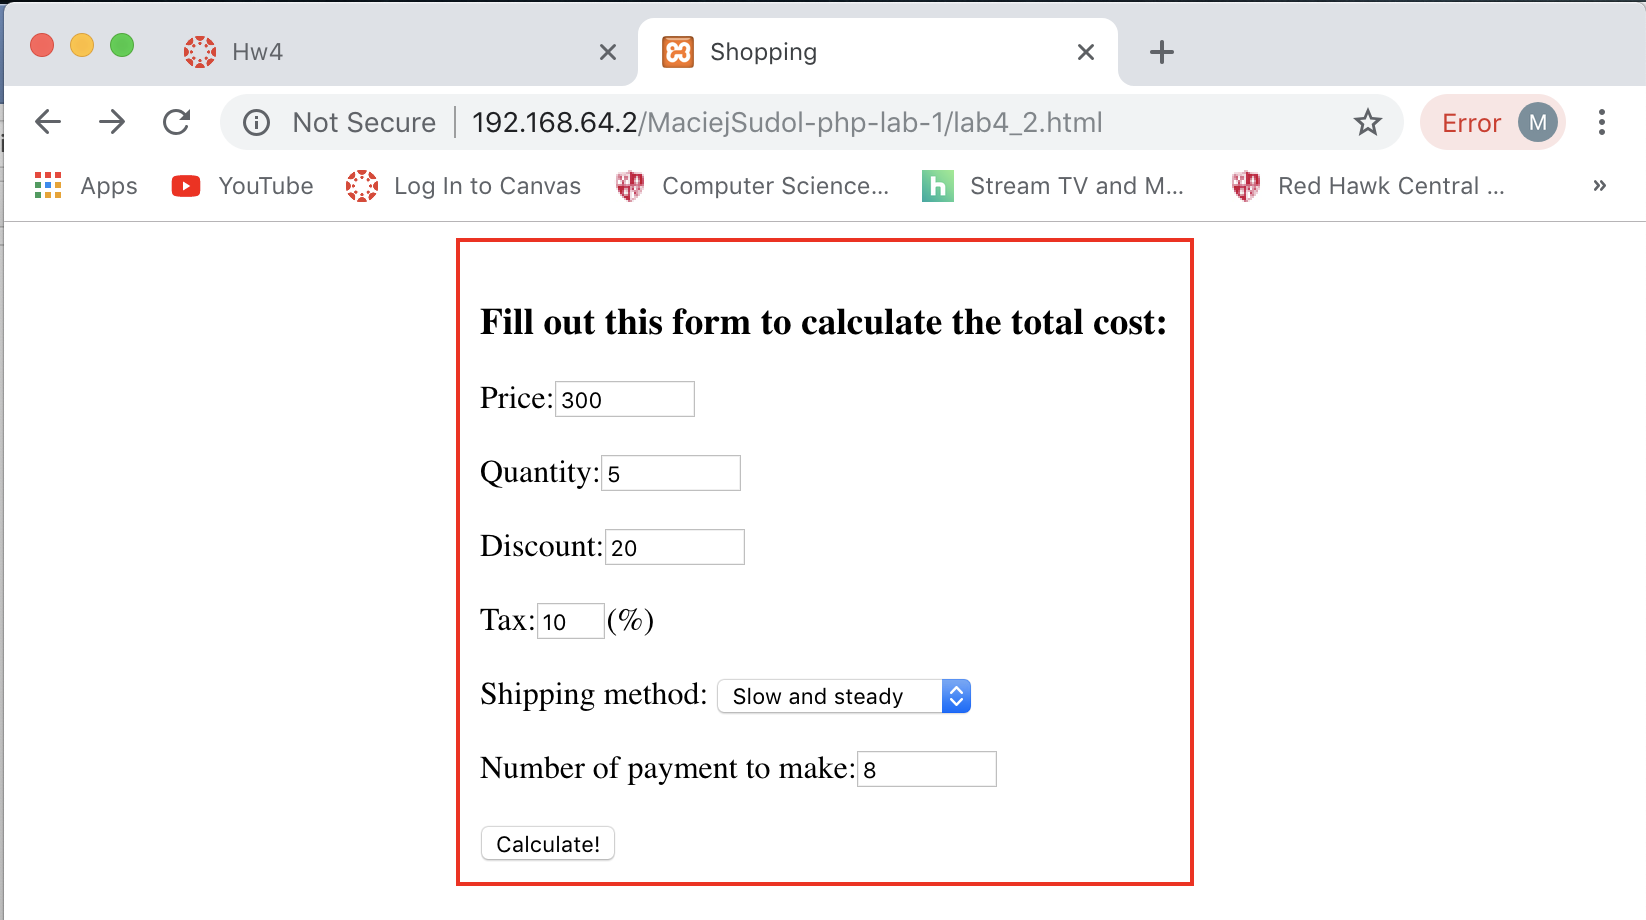 Hw4
Shopping
Not Secure 192.168.64.2/MaciejSudol-php-lab-1/lab4_2.html
Error M
Apps YouTube Log In to Canvas Computer Science... h Stream TV and M... Red Hawk Central ... »
Fill out this form to calculate the total cost:
Price: 300
Quantity: 5
Discount: 20
Tax: 10 (%)
Shipping method: Slow and steady
Number of payment to make: 8
Calculate!